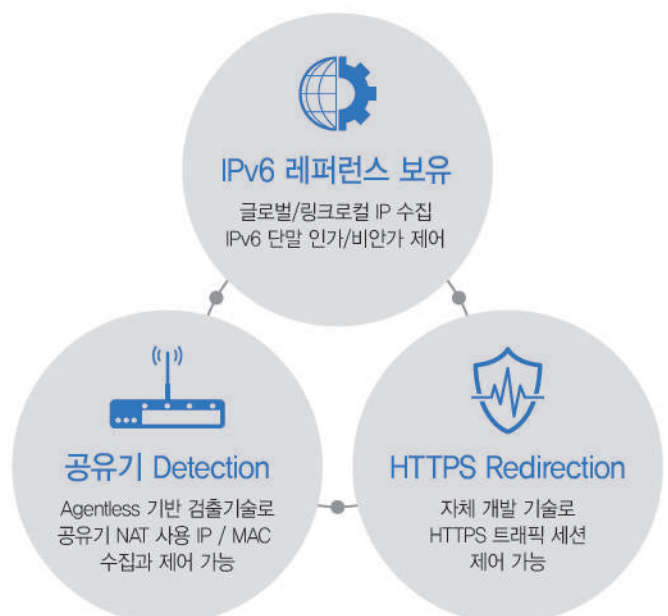 IPv6 레퍼런스 보유
글로벌/링크로컬 IP 수집
IPv6 단말 인가/비안가 제어
공유기 Detection
Agentless 기반 검출기술로
공유기 NAT 사용 IP / MAC
수집과 제어 가능
HTTPS Redirection
자체 개발 기술로
HTTPS 트래픽 세션
제어 가능